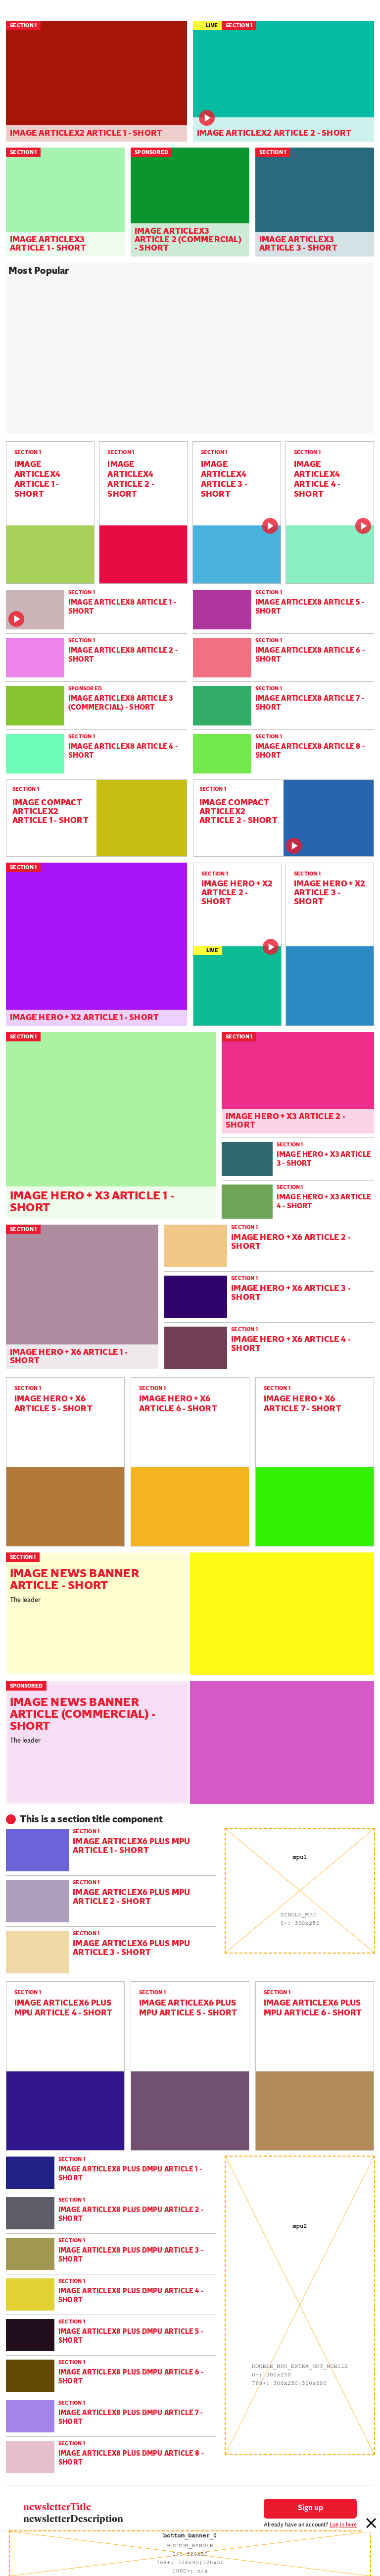 SECTION 1
IMAGE ARTICLEX2 ARTICLE 1 - SHORT
LIVE
SECTION 1
IMAGE ARTICLEX2 ARTICLE 2 - SHORT
SECTION 1
IMAGE ARTICLEX3
ARTICLE 1 - SHORT
SPONSORED
IMAGE ARTICLEX3
ARTICLE 2 (COMMERCIAL)
- SHORT
SECTION 1
IMAGE ARTICLEX3
ARTICLE 3 - SHORT
Most Popular
SECTION 1
IMAGE
ARTICLEX4
ARTICLE 1 -
SHORT
SECTION 1
IMAGE
ARTICLEX4
ARTICLE 2 -
SHORT
SECTION 1
IMAGE
ARTICLEX4
ARTICLE 3 -
SHORT
SECTION 1
IMAGE
ARTICLEX4
ARTICLE 4 -
SHORT
SECTION 1
IMAGE ARTICLEX8 ARTICLE 1 -
SHORT
SECTION 1
IMAGE ARTICLEX8 ARTICLE 2 -
SHORT
SPONSORED
IMAGE ARTICLEX8 ARTICLE 3
(COMMERCIAL) - SHORT
SECTION 1
IMAGE ARTICLEX8 ARTICLE 4 -
SHORT
SECTION 1
IMAGE ARTICLEX8 ARTICLE 5 -
SHORT
SECTION 1
IMAGE ARTICLEX8 ARTICLE 6 -
SHORT
SECTION 1
IMAGE ARTICLEX8 ARTICLE 7 -
SHORT
SECTION 1
IMAGE ARTICLEX8 ARTICLE 8 -
SHORT
SECTION 1
IMAGE COMPACT
ARTICLEX2
ARTICLE 1 - SHORT
SECTION 1
IMAGE COMPACT
ARTICLEX2
ARTICLE 2 - SHORT
SECTION 1
IMAGE HERO + X2 ARTICLE 1 - SHORT
SECTION 1
IMAGE HERO + X2
ARTICLE 2 -
SHORT
LIVE
SECTION 1
IMAGE HERO + X2
ARTICLE 3 -
SHORT
SECTION 1
IMAGE HERO + X3 ARTICLE 1 -
SHORT
SECTION 1
IMAGE HERO + X3 ARTICLE 2 -
SHORT
SECTION 1
IMAGE HERO + X3 ARTICLE
3 - SHORT
SECTION 1
IMAGE HERO + X3 ARTICLE
4 - SHORT
SECTION 1
IMAGE HERO + X6 ARTICLE 1 -
SHORT
SECTION 1
IMAGE HERO + X6 ARTICLE 2 -
SHORT
SECTION 1
IMAGE HERO + X6 ARTICLE 3 -
SHORT
SECTION 1
IMAGE HERO + X6 ARTICLE 4 -
SHORT
SECTION 1
IMAGE HERO + X6
ARTICLE 5 - SHORT
SECTION 1
IMAGE HERO + X6
ARTICLE 6 - SHORT
SECTION 1
IMAGE HERO + X6
ARTICLE 7 - SHORT
SECTION 1
IMAGE NEWS BANNER
ARTICLE - SHORT
The leader
SPONSORED
IMAGE NEWS BANNER
ARTICLE (COMMERCIAL) -
SHORT
The leader
This is a section title component
SECTION 1
IMAGE ARTICLEX6 PLUS MPU
ARTICLE 1 - SHORT
SECTION 1
IMAGE ARTICLEX6 PLUS MPU
ARTICLE 2 - SHORT
SECTION 1
IMAGE ARTICLEX6 PLUS MPU
ARTICLE 3 - SHORT
mpu1
SINGLE_MPU
0+: 300x250
SECTION 1
IMAGE ARTICLEX6 PLUS
MPU ARTICLE 4 - SHORT
SECTION 1
IMAGE ARTICLEX6 PLUS
MPU ARTICLE 5 - SHORT
SECTION 1
IMAGE ARTICLEX6 PLUS
MPU ARTICLE 6 - SHORT
SECTION 1
IMAGE ARTICLEX8 PLUS DMPU ARTICLE 1 -
SHORT
SECTION 1
IMAGE ARTICLEX8 PLUS DMPU ARTICLE 2 -
SHORT
SECTION 1
IMAGE ARTICLEX8 PLUS DMPU ARTICLE 3 -
SHORT
SECTION 1
IMAGE ARTICLEX8 PLUS DMPU ARTICLE 4 -
SHORT
SECTION 1
IMAGE ARTICLEX8 PLUS DMPU ARTICLE 5 -
SHORT
SECTION 1
IMAGE ARTICLEX8 PLUS DMPU ARTICLE 6 -
SHORT
SECTION 1
IMAGE ARTICLEX8 PLUS DMPU ARTICLE 7 -
SHORT
SECTION 1
IMAGE ARTICLEX8 PLUS DMPU ARTICLE 8 -
SHORT
mpu2
DOUBLE_MPU_EXTRA_NOT_MOBILE
0+: 300x250
768+: 300x250|300x600
newsletterTitle
newsletterDescription
Sign up
Already have an account? Log in here
bottom_banner_0
BOTTOM_BANNER
0+: 320x50
768+: 728x90|320x50
1000+: n/a